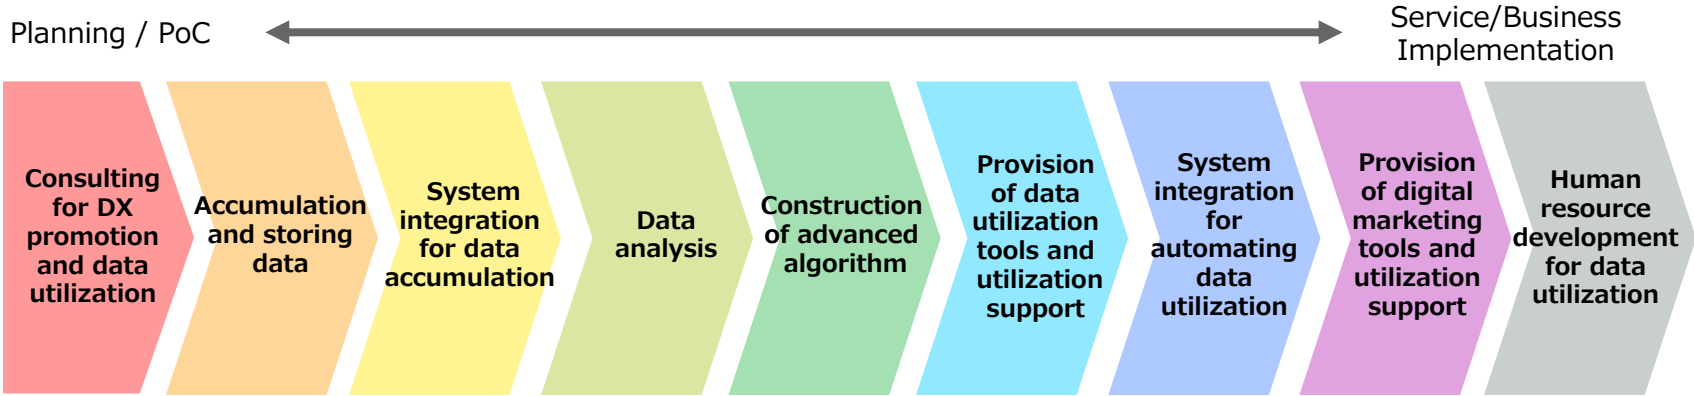 Planning / PoC
Service/Business
Implementation
Consulting
for DX
promotion
and data
utilization
Accumulation
and storing
data
System
integration
for data
accumulation
Data
analysis
Construction
of advanced
algorithm
Provision
of data
utilization
tools and
utilization
support
System
integration
for
automating
data
utilization
Provision
of digital
marketing
tools and
utilization
support
Human
resource
development
for data
utilization